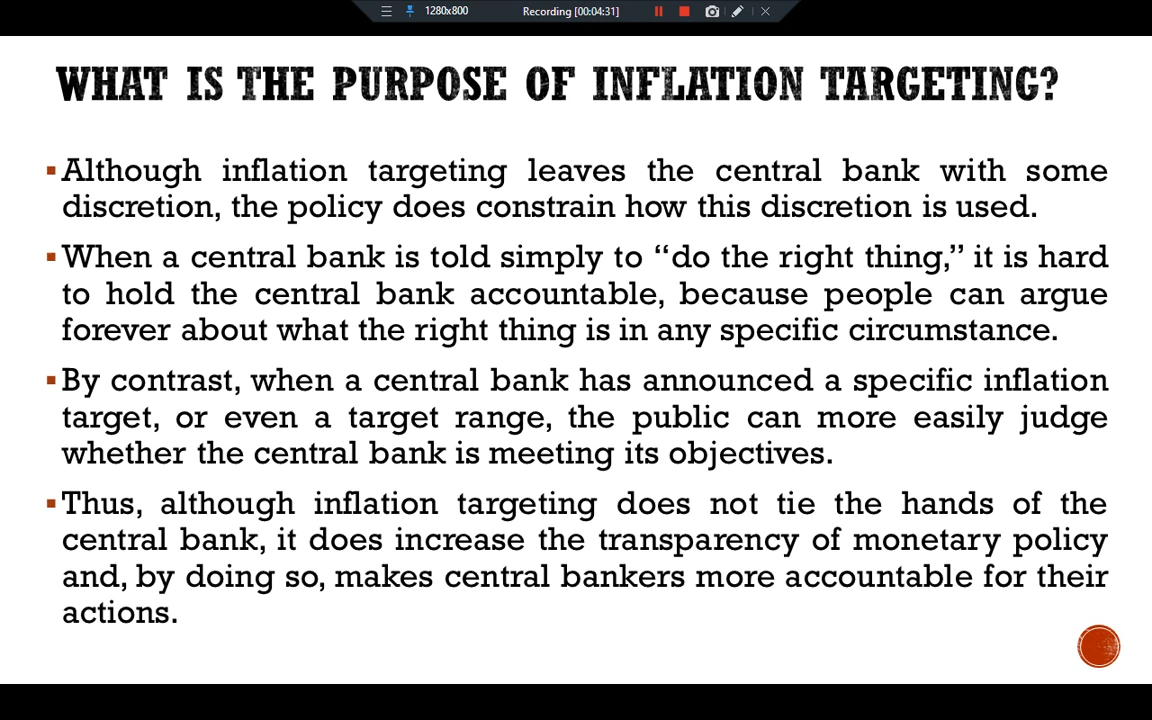 1280x800
Recording [00:04:31]
WHAT IS THE PURPOSE OF INFLATION TARGETING?
▪Although inflation targeting leaves the central bank with some
discretion, the policy does constrain how this discretion is used.
▪When a central bank is told simply to “do the right thing,” it is hard
to hold the central bank accountable, because people can argue
forever about what the right thing is in any specific circumstance.
▪By contrast, when a central bank has announced a specific inflation
target, or even a target range, the public can more easily judge
whether the central bank is meeting its objectives.
▪Thus, although inflation targeting does not tie the hands of the
central bank, it does increase the transparency of monetary policy
and, by doing so, makes central bankers more accountable for their
actions.